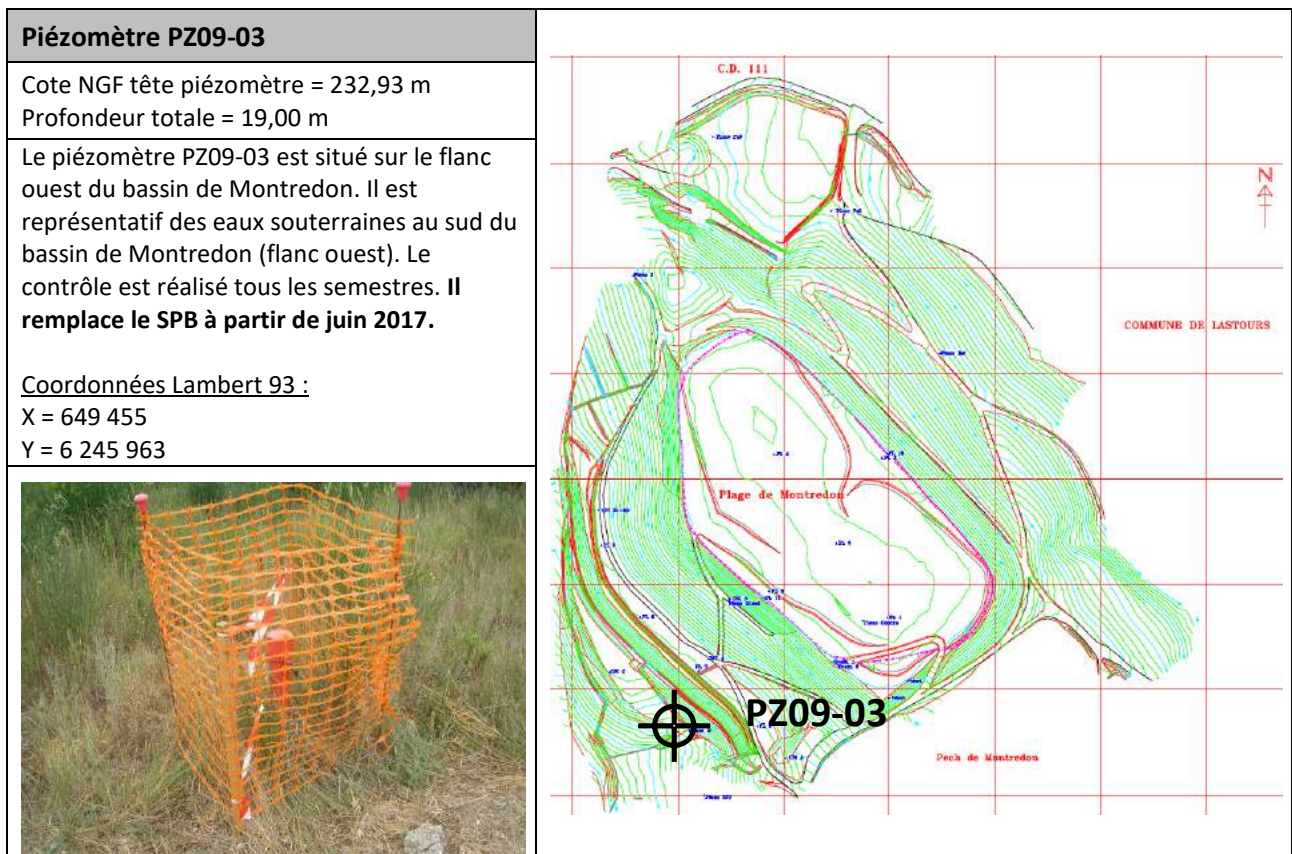 Piézomètre PZ09-03
Cote NGF tête piézomètre = 232,93 m
Profondeur totale = 19,00 m
Le piézomètre PZ09-03 est situé sur le flanc
ouest du bassin de Montredon. Il est
représentatif des eaux souterraines au sud du
bassin de Montredon (flanc ouest). Le
contrôle est réalisé tous les semestres. Il
remplace le SPB à partir de juin 2017.
Coordonnées Lambert 93 :
X = 649 455
Y = 6 245 963
C.D. 111
N
COMMUNE DE LASTOURS
Plage de Montredon
PZ09-03
Pech de Montredon